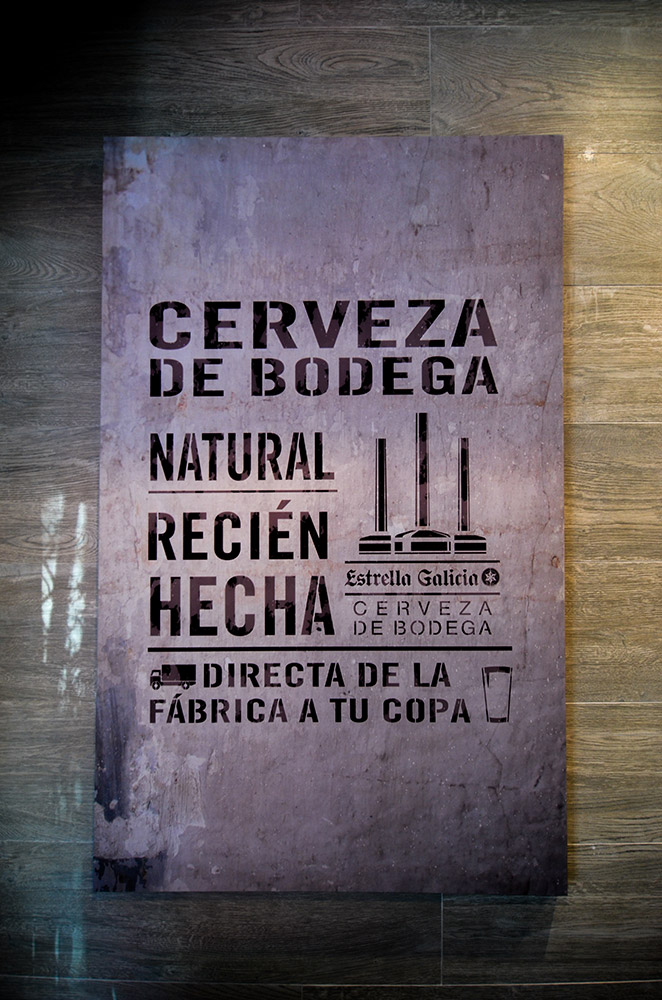 CERVEZA
DE BODEGA
NATURAL
RECIÉN
HECHA
Estrella Galicia
CERVEZA
DE BODEGA
DIRECTA DE LA
FÁBRICA A TU COPA